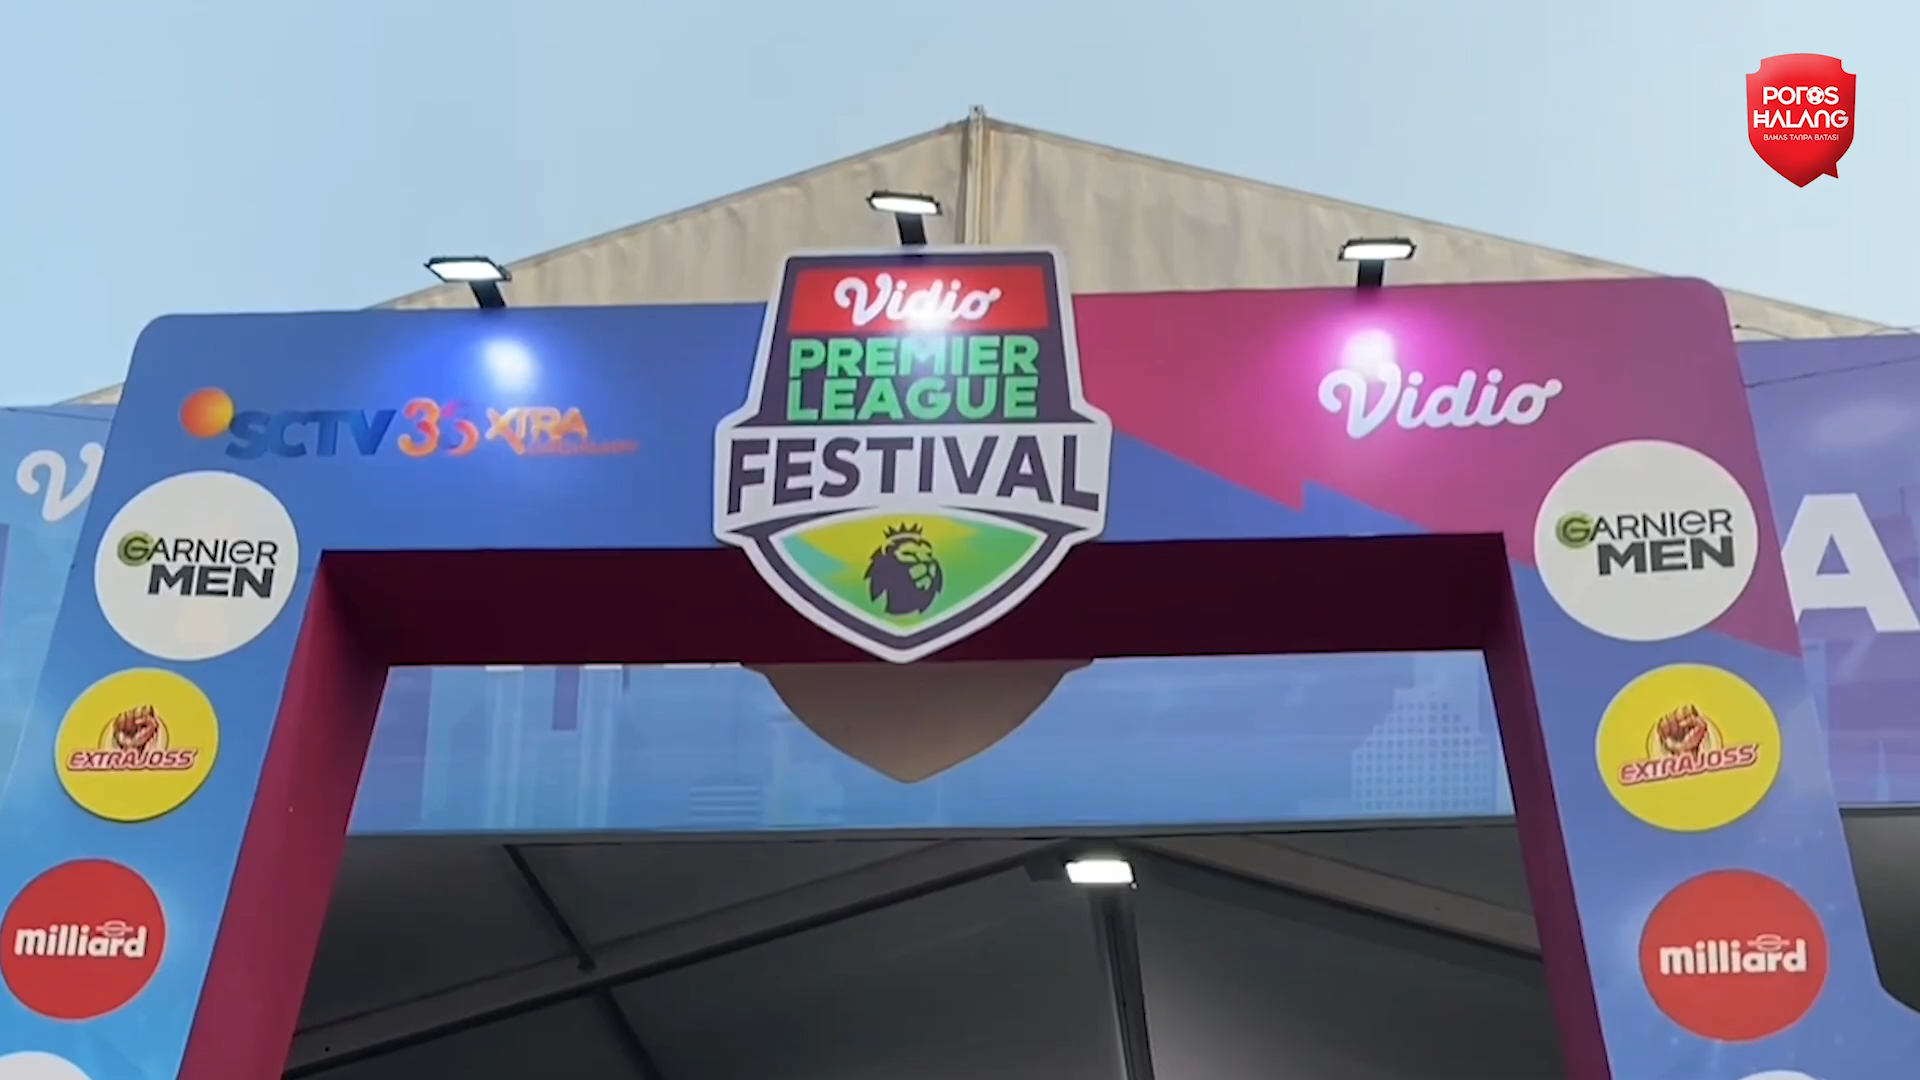 POROS
HALANG
BAHAS TANPA BATAS!
Vidio
PREMIER
LEAGUE
FESTIVAL
SCTV 35 XTRA
Vidio
V
GARNIER
MEN
GARNIER
MEN
A
EXTRAJOSS
EXTRAJOSS
milliard
milliard